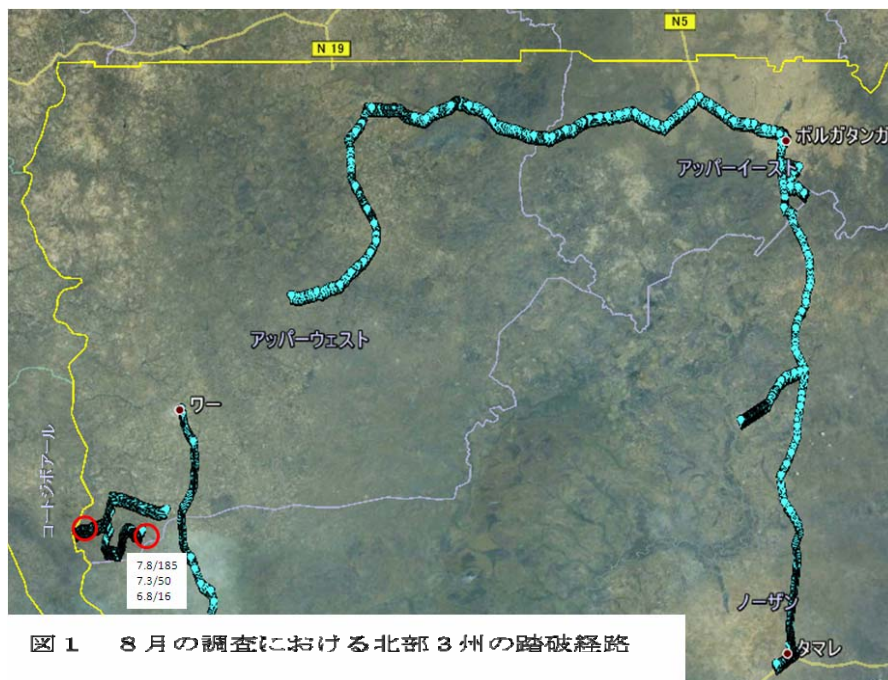 N 19
N5
ボルガタンガ
アッパーイースト
アッパーウェスト
ワー
コートジボアール
7.8/185
7.3/50
6.8/16
ノーザン
タマレ
図1 8月の調査における北部3州の踏破経路